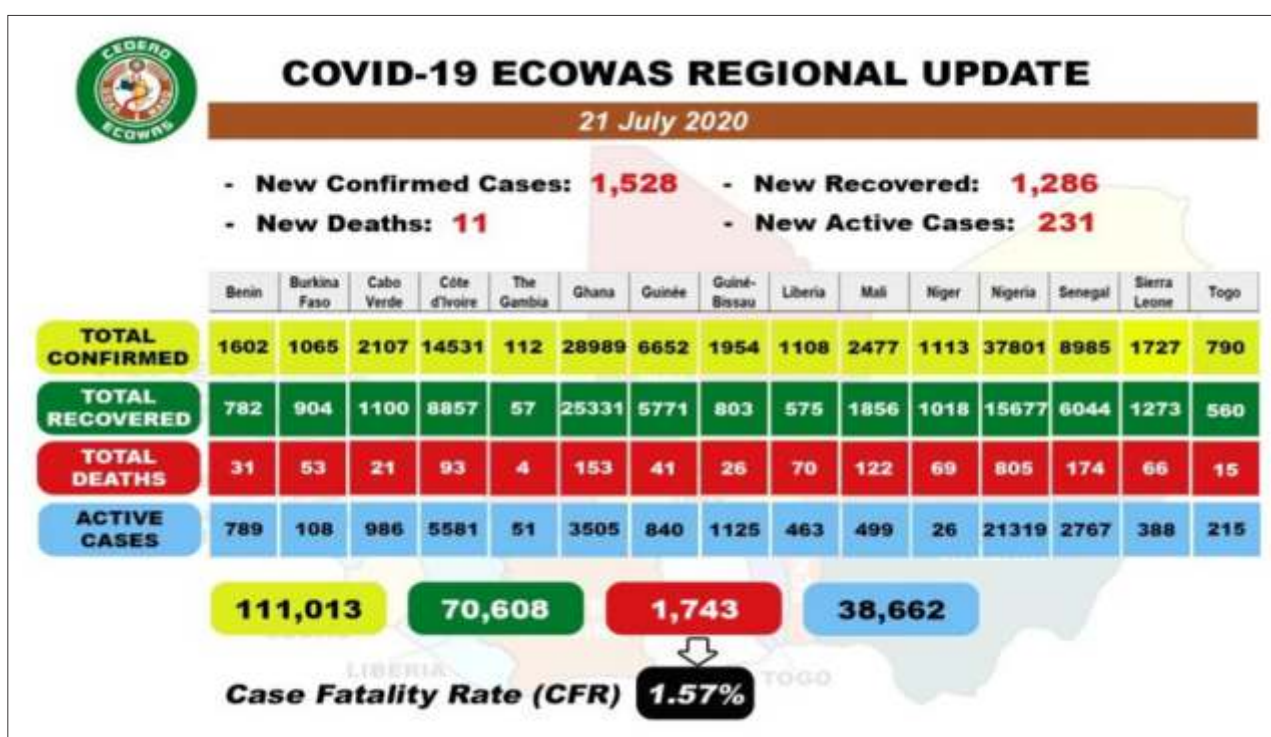 CEDEAO
ECOWAS
COVID-19 ECOWAS REGIONAL UPDATE
21 July 2020
- New Confirmed Cases: 1,528 - New Recovered: 1,286
- New Deaths: 11 - New Active Cases: 231
Benin Burkina Faso Cabo Verde Côte d'Ivoire The Gambia Ghana Guinée Guiné-Bissau Liberia Mali Niger Nigeria Senegal Sierra Leone Togo
TOTAL CONFIRMED 1602 1065 2107 14531 112 28989 6652 1954 1108 2477 1113 37801 8985 1727 790
TOTAL RECOVERED 782 904 1100 8857 57 25331 5771 803 575 1856 1018 15677 6044 1273 560
TOTAL DEATHS 31 53 21 93 4 153 41 26 70 122 69 805 174 66 15
ACTIVE CASES 789 108 986 5581 51 3505 840 1125 463 499 26 21319 2767 388 215
111,013 70,608 1,743 38,662
LIBERIA TOGO
Case Fatality Rate (CFR) 1.57%